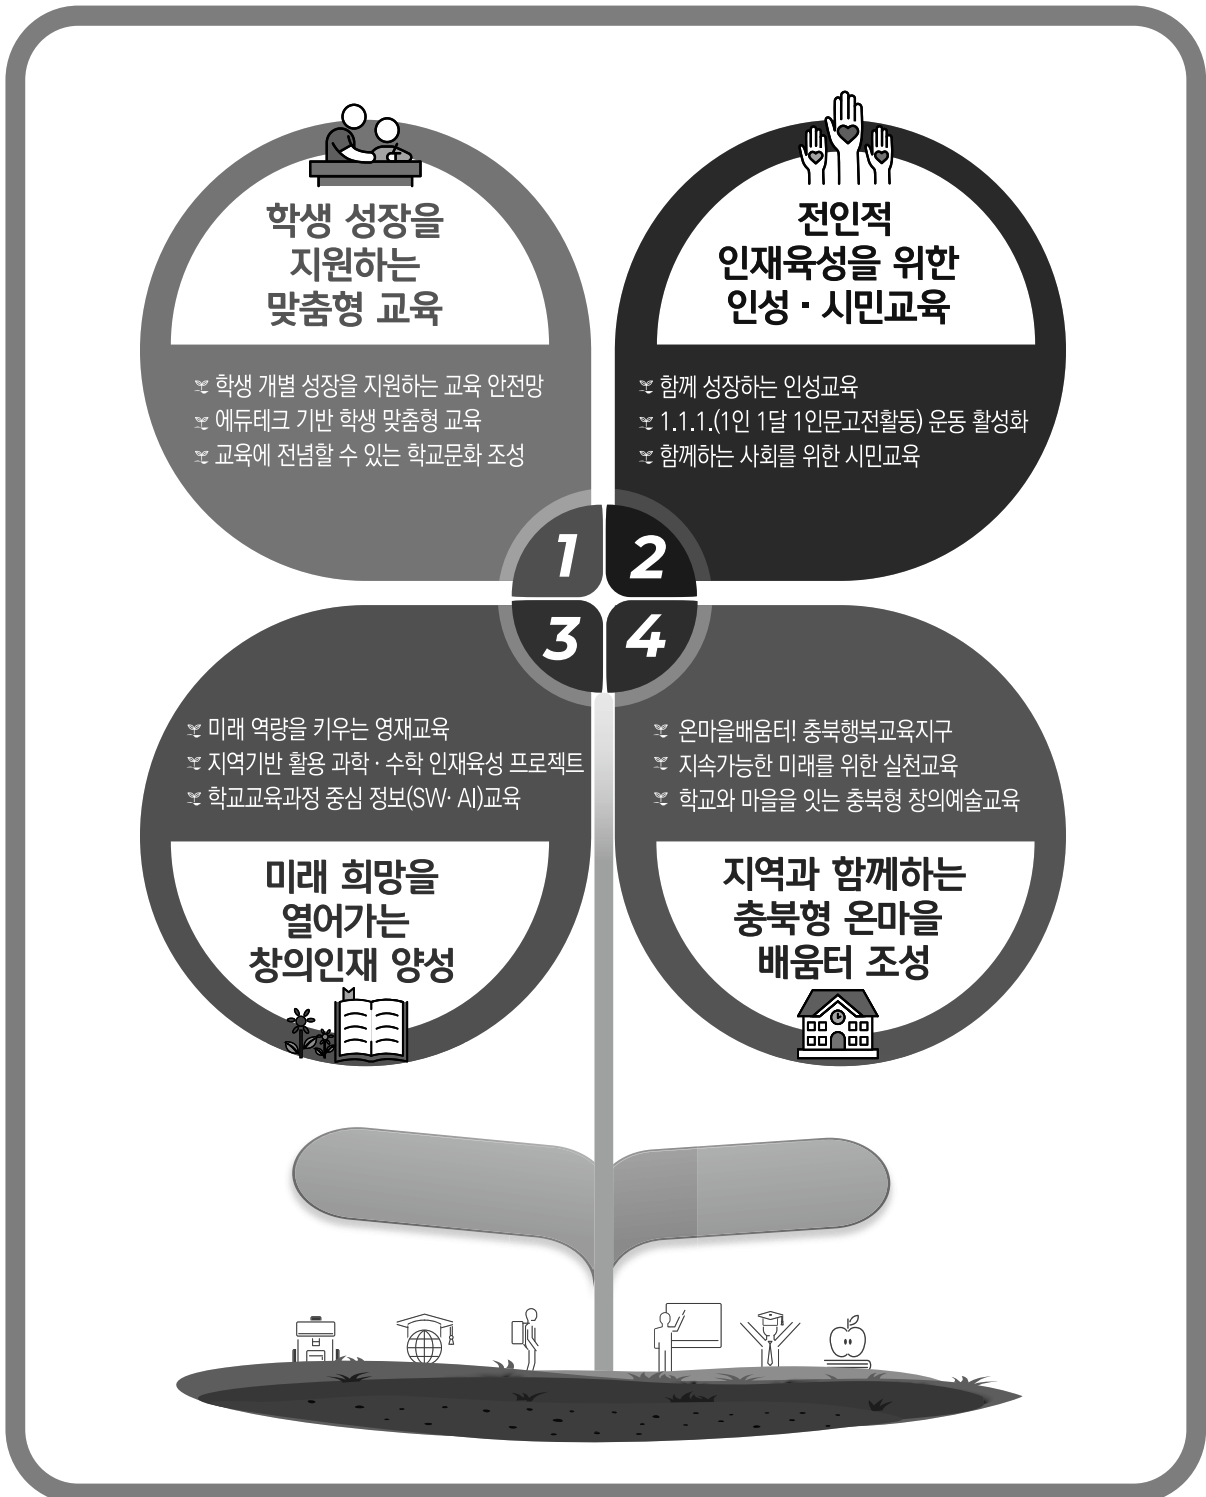 학생 성장을
지원하는
맞춤형 교육
학생 개별 성장을 지원하는 교육 안전망
에듀테크 기반 학생 맞춤형 교육
교육에 전념할 수 있는 학교문화 조성
1
전인적
인재육성을 위한
인성 · 시민교육
함께 성장하는 인성교육
1.1.1.(1인 1달 1인문고전활동) 운동 활성화
함께하는 사회를 위한 시민교육
2
3
미래 역량을 키우는 영재교육
지역기반 활용 과학 · 수학 인재육성 프로젝트
학교교육과정 중심 정보(SW· AI)교육
미래 희망을
열어가는
창의인재 양성
4
온마을배움터! 충북행복교육지구
지속가능한 미래를 위한 실천교육
학교와 마을을 잇는 충북형 창의예술교육
지역과 함께하는
충북형 온마을
배움터 조성